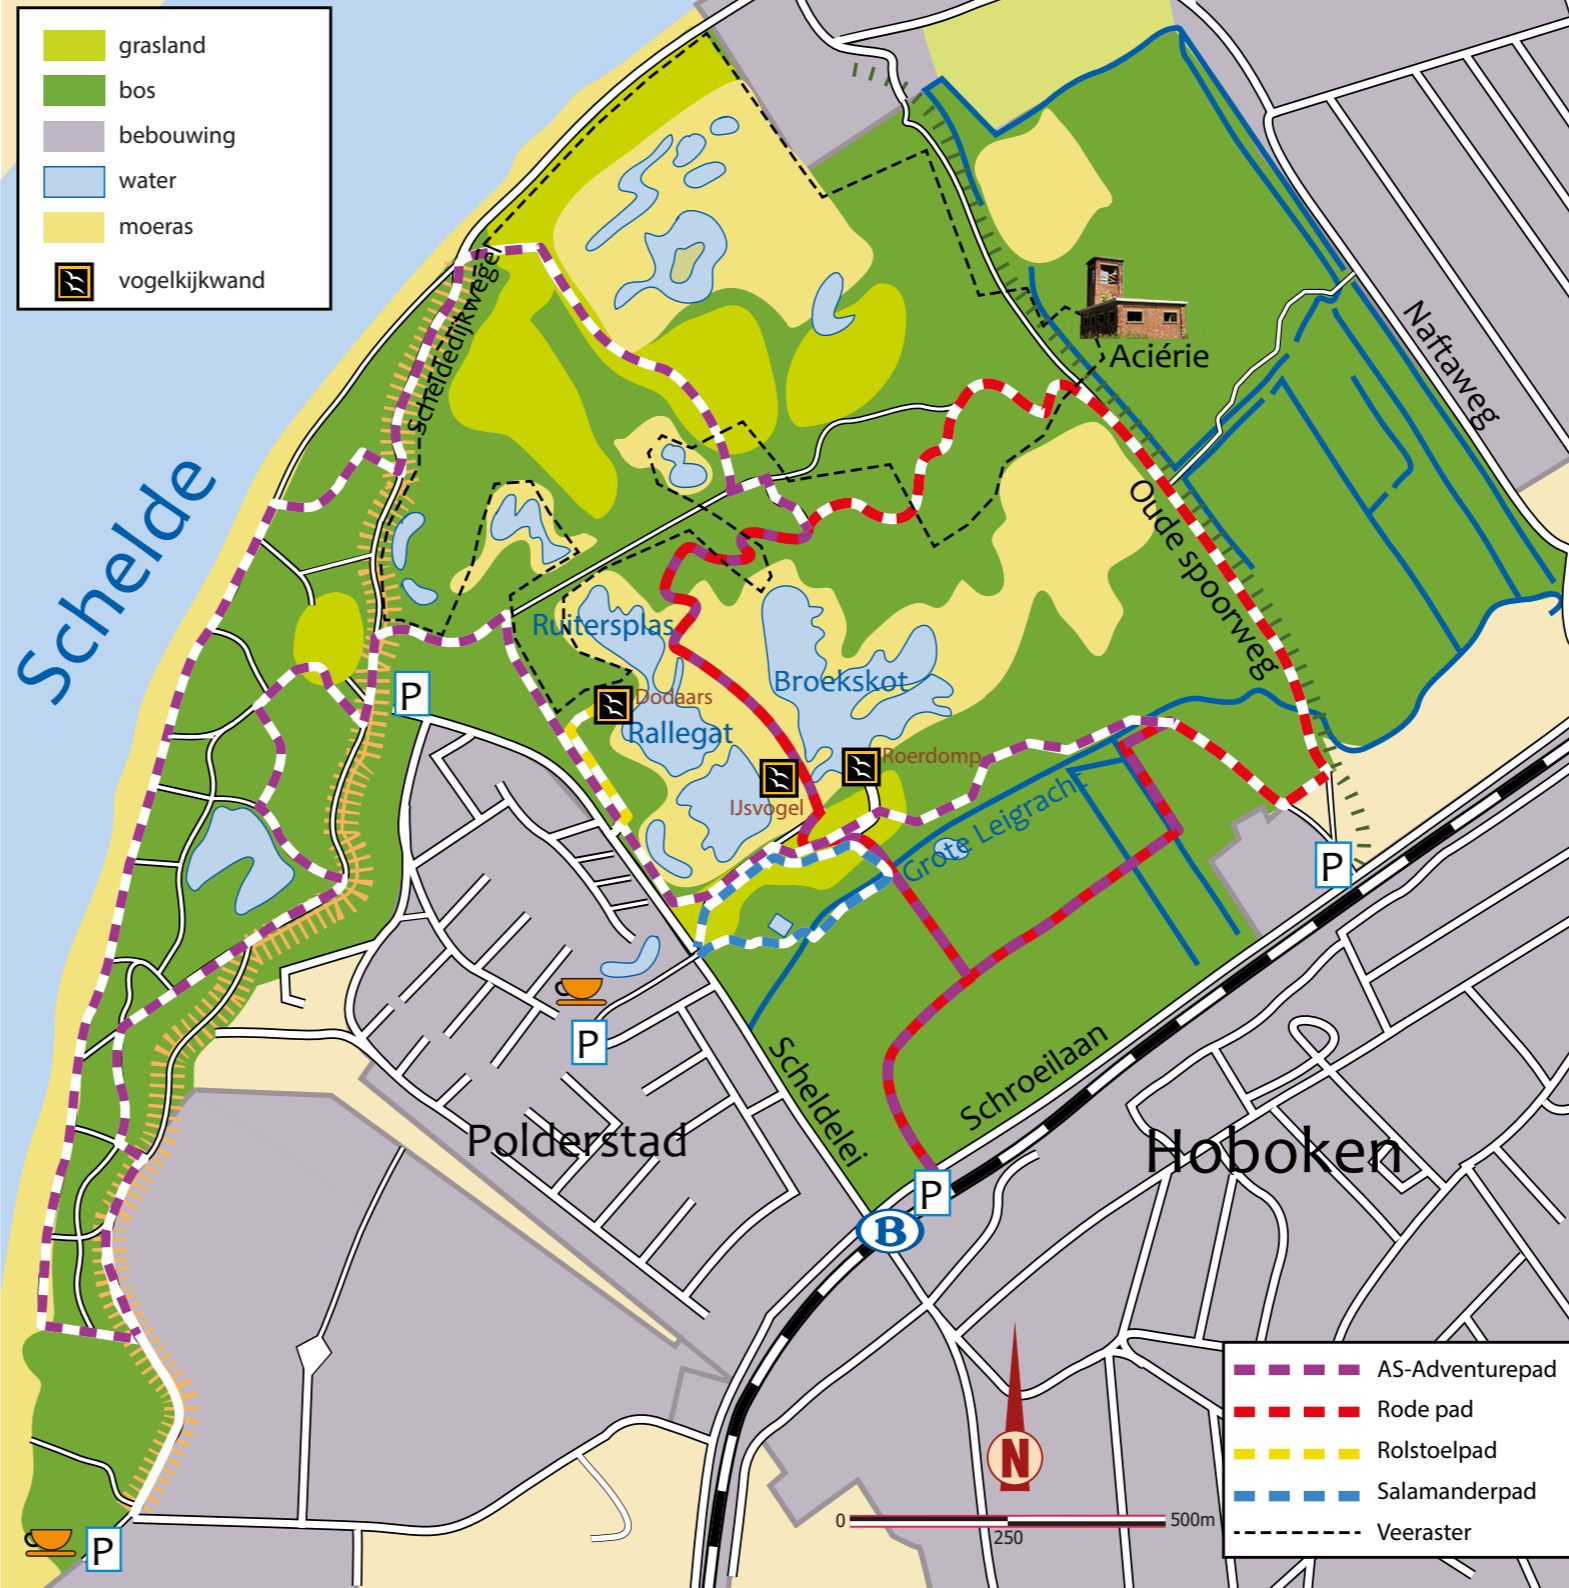 grasland
bos
bebouwing
water
moeras
vogelkijkwand
Schelde
Scheldedijkwegel
Aciérie
Naftaweg
Oude spoorweg
Ruitersplas
Broekskot
Dodaars
Rallegat
Roerdomp
IJsvogel
Grote Leigracht
P
P
P
P
P
Scheldelei
Schroeilaan
Polderstad
Hoboken
B
N
0
250
500m
AS-Adventurepad
Rode pad
Rolstoelpad
Salamanderpad
Veeraster